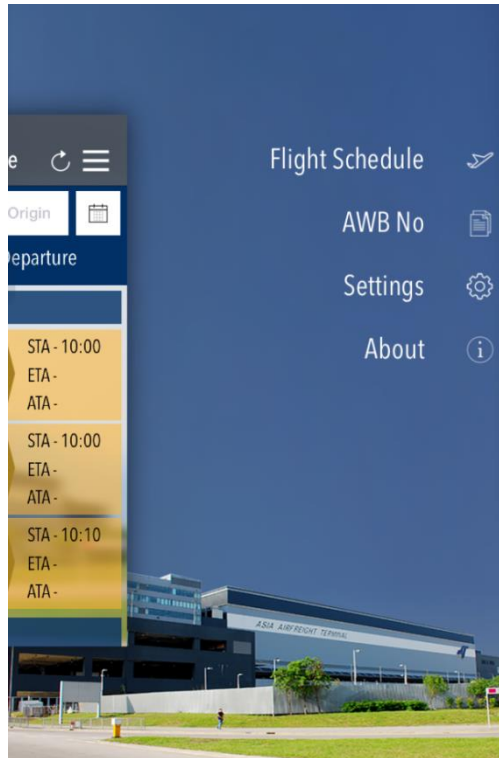 e
Origin
Departure
STA - 10:00
ETA -
ATA -
STA - 10:00
ETA -
ATA -
STA - 10:10
ETA -
ATA -
Flight Schedule
AWB No
Settings
About
ASIA AIRFREIGHT TERMINAL